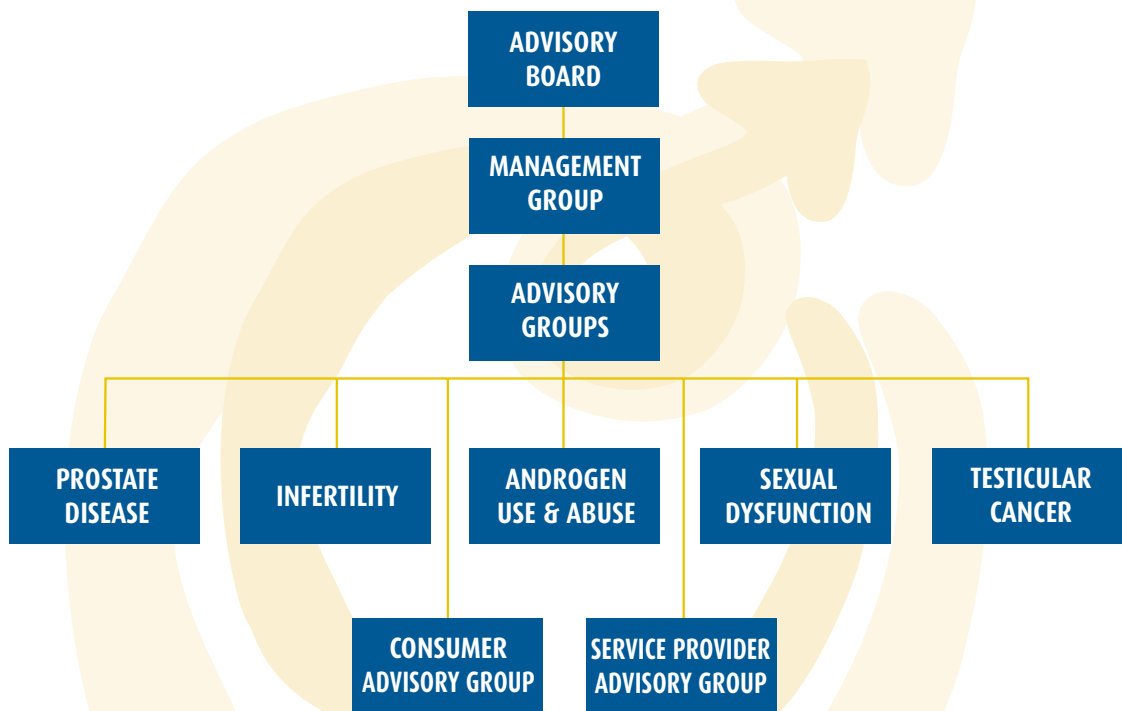 ADVISORY
BOARD
MANAGEMENT
GROUP
ADVISORY
GROUPS
PROSTATE
DISEASE
INFERTILITY
ANDROGEN
USE & ABUSE
SEXUAL
DYSFUNCTION
TESTICULAR
CANCER
CONSUMER
ADVISORY GROUP
SERVICE PROVIDER
ADVISORY GROUP